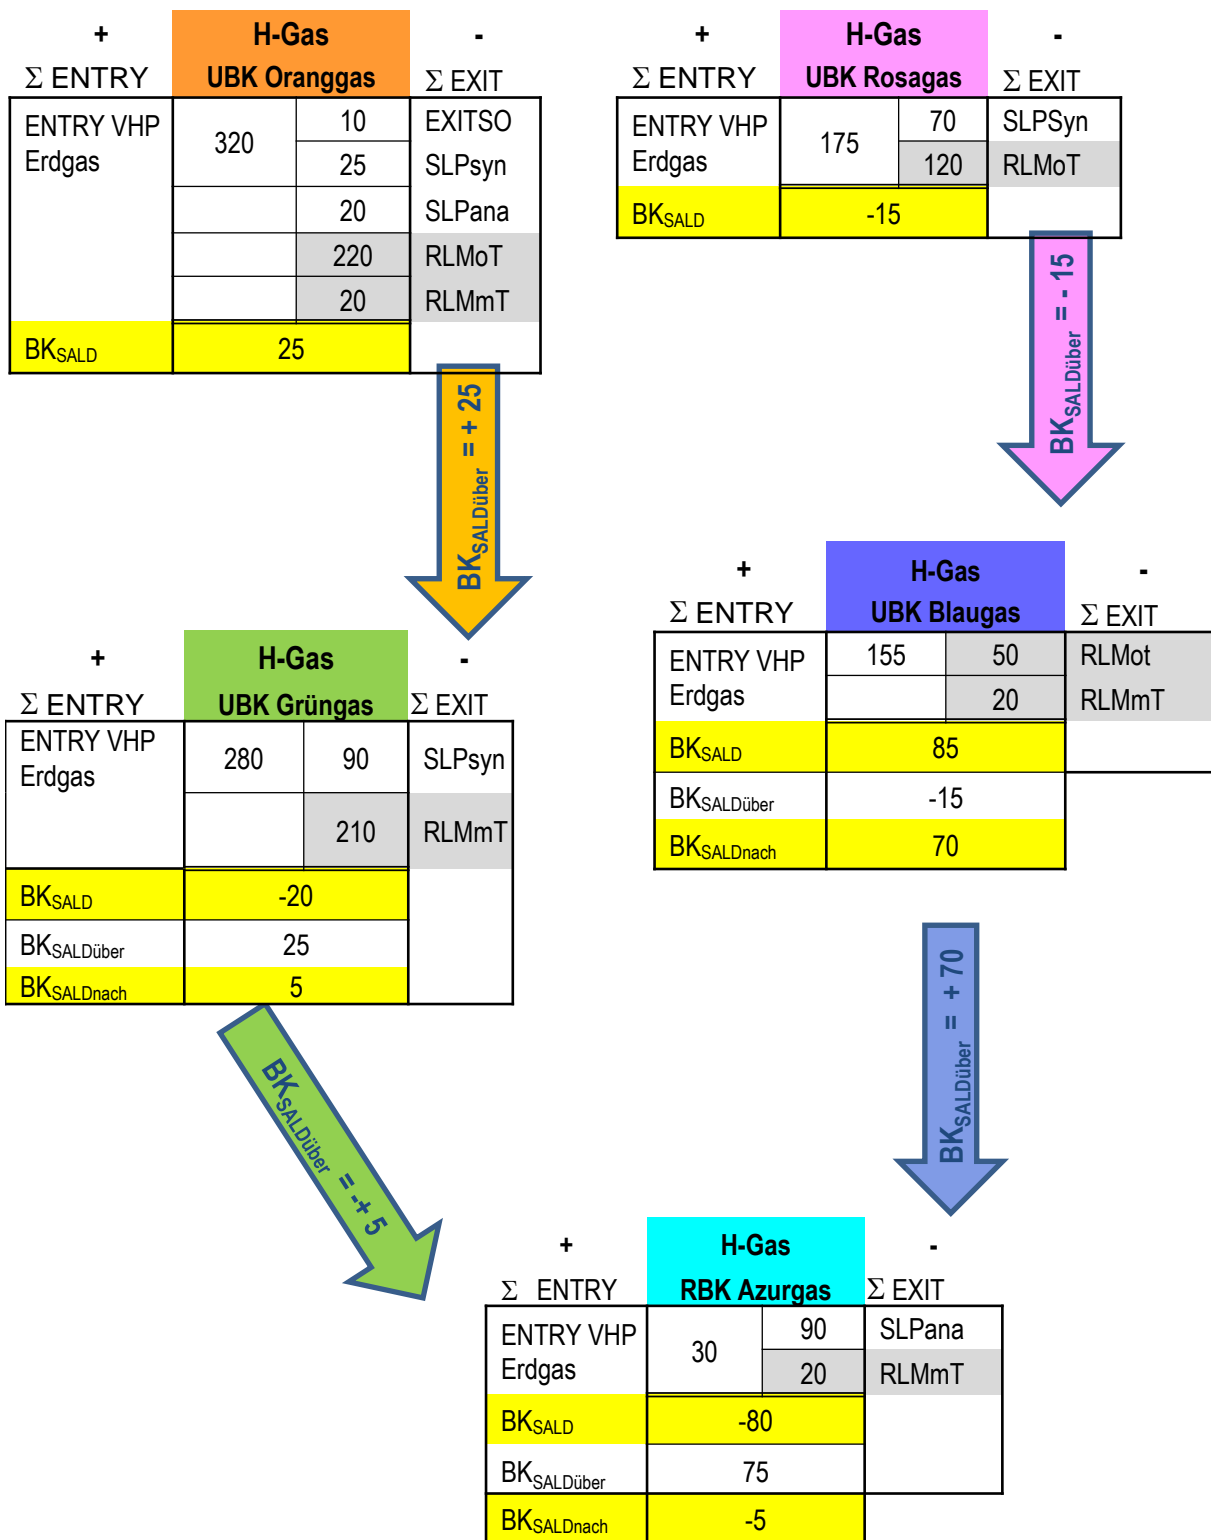 + H-Gas -
Σ ENTRY UBK Oranggas Σ EXIT
ENTRY VHP 320 10 EXITSO
Erdgas 25 SLPsyn
20 SLPana
220 RLMoT
20 RLMmT
BKSALD 25
BKSALDüber = + 25
+ H-Gas -
Σ ENTRY UBK Rosagas Σ EXIT
ENTRY VHP 175 70 SLPSyn
Erdgas 120 RLMoT
BKSALD -15
BKSALDüber = - 15
+ H-Gas -
Σ ENTRY UBK Grüngas Σ EXIT
ENTRY VHP 280 90 SLPsyn
Erdgas
210 RLMmT
BKSALD -20
BKSALDüber 25
BKSALDnach 5
BKSALDüber = -+ 5
+ H-Gas -
Σ ENTRY UBK Blaugas Σ EXIT
ENTRY VHP 155 50 RLMot
Erdgas 20 RLMmT
BKSALD 85
BKSALDüber -15
BKSALDnach 70
BKSALDüber = + 70
+ H-Gas -
Σ ENTRY RBK Azurgas Σ EXIT
ENTRY VHP 30 90 SLPana
Erdgas 20 RLMmT
BKSALD -80
BKSALDüber 75
BKSALDnach -5